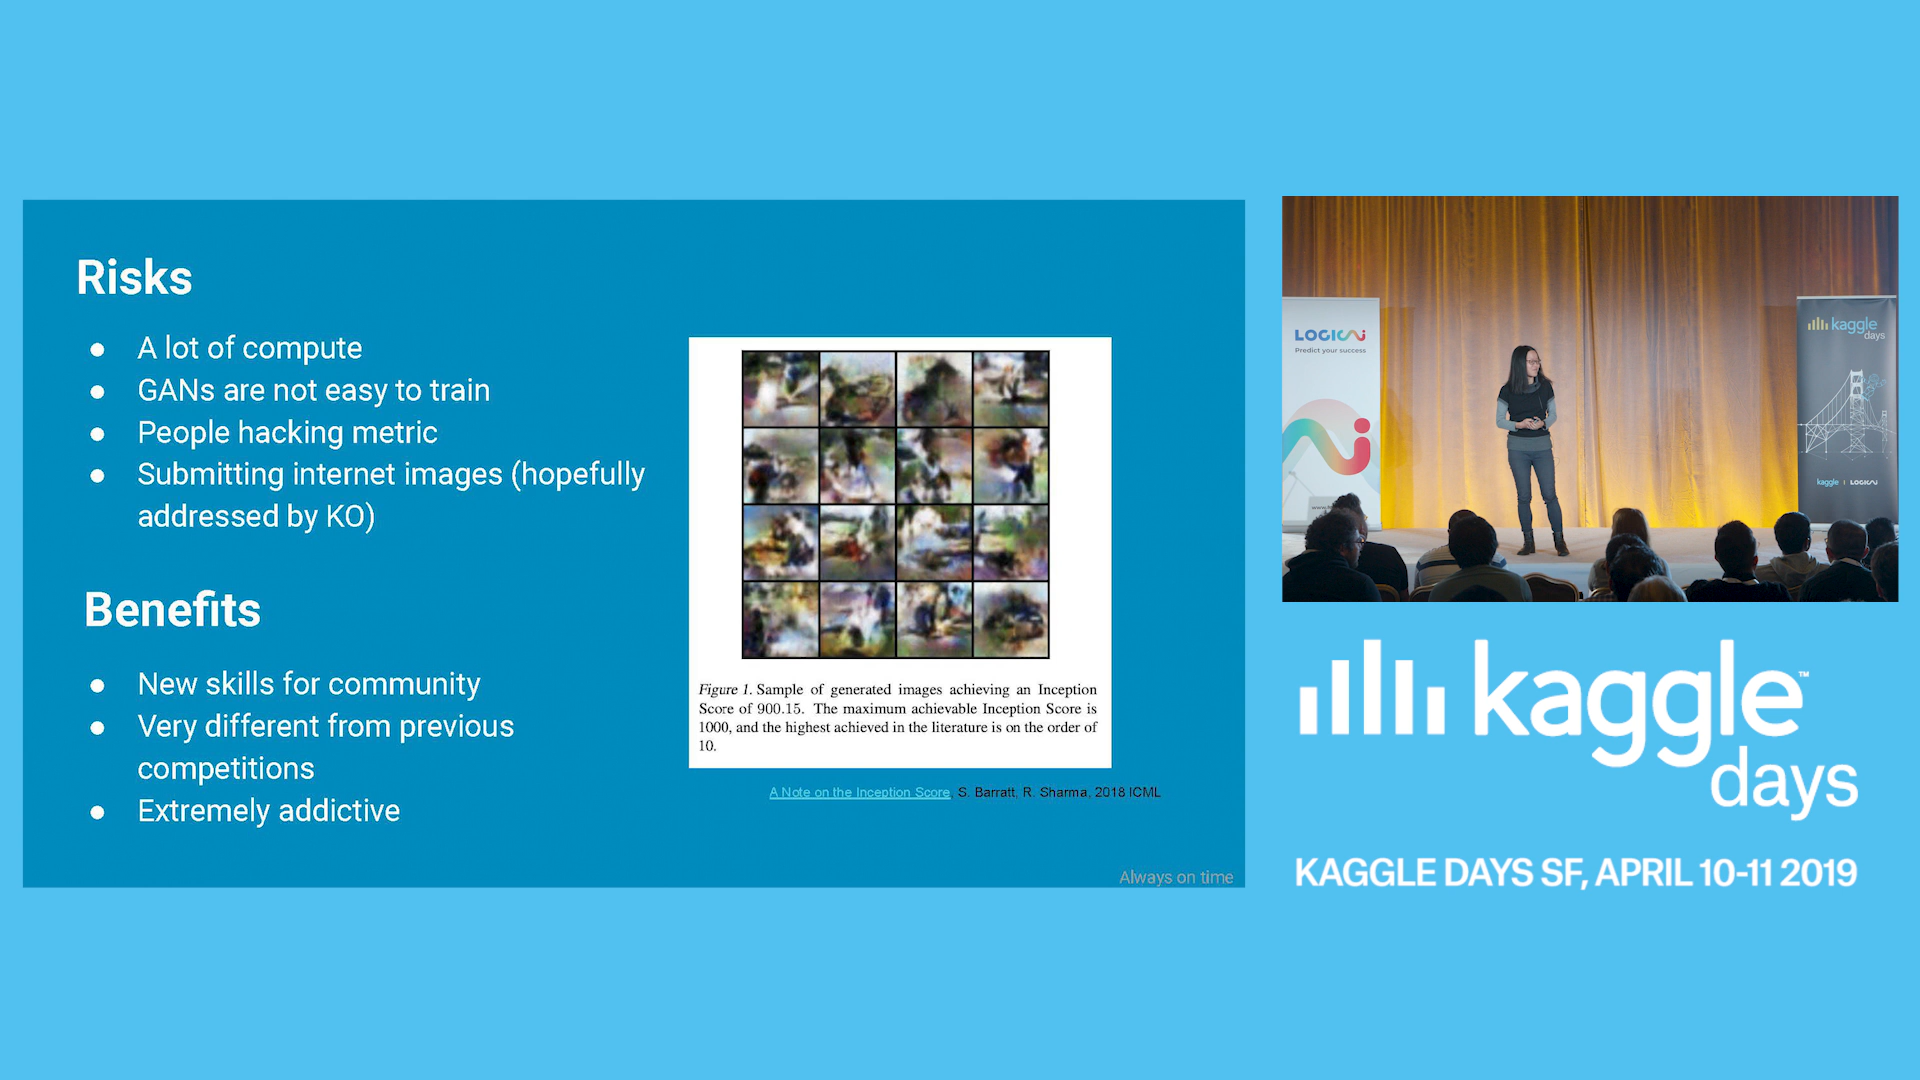 Risks
● A lot of compute
● GANs are not easy to train
● People hacking metric
● Submitting internet images (hopefully
addressed by KO)
Benefits
● New skills for community
● Very different from previous
competitions
● Extremely addictive
Figure 1. Sample of generated images achieving an Inception
Score of 900.15. The maximum achievable Inception Score is
1000, and the highest achieved in the literature is on the order of
10.
A Note on the Inception Score, S. Barratt, R. Sharma, 2018 ICML
Always on time
LOGICAi
Predict your success
kaggle
days
kaggle | LOGICAi
kaggle™
days
KAGGLE DAYS SF, APRIL 10-11 2019